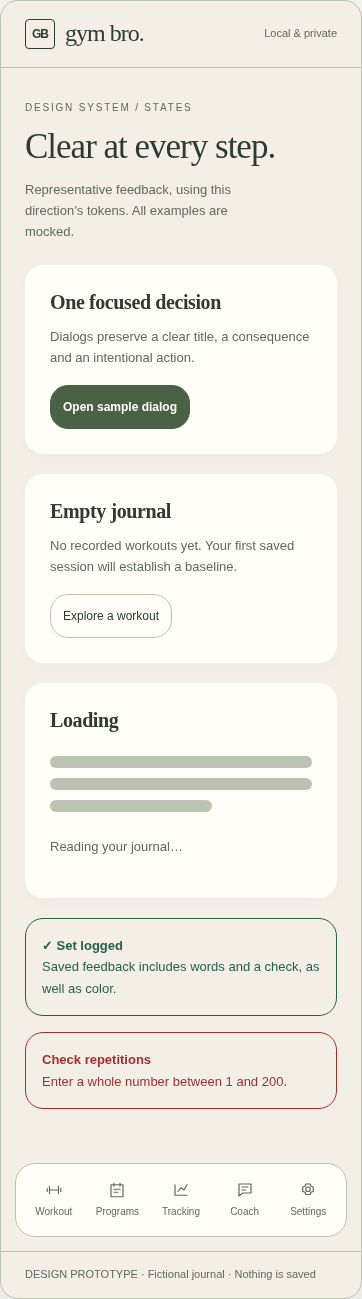 GB gym bro. Local & private
DESIGN SYSTEM / STATES
Clear at every step.
Representative feedback, using this
direction's tokens. All examples are
mocked.
One focused decision
Dialogs preserve a clear title, a consequence
and an intentional action.
Open sample dialog
Empty journal
No recorded workouts yet. Your first saved
session will establish a baseline.
Explore a workout
Loading
Reading your journal…
✓ Set logged
Saved feedback includes words and a check, as
well as color.
Check repetitions
Enter a whole number between 1 and 200.
Workout Programs Tracking Coach Settings
DESIGN PROTOTYPE · Fictional journal · Nothing is saved